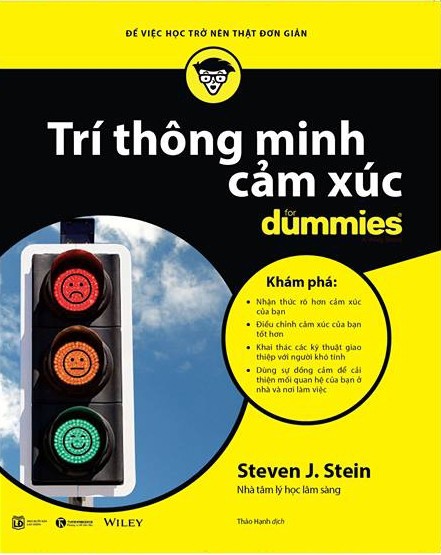 ĐỂ VIỆC HỌC TRỞ NÊN THẬT ĐƠN GIẢN
Trí thông minh
cảm xúc
for
dummies®
Khám phá:
• Nhận thức rõ hơn cảm xúc
của bạn
• Điều chỉnh cảm xúc của bạn
tốt hơn
• Khai thác các kỹ thuật giao
thiệp với người khó tính
• Dùng sự đồng cảm để cải
thiện mối quan hệ của bạn ở
nhà và nơi làm việc
Steven J. Stein
Nhà tâm lý học lâm sàng
WILEY
Thảo Hạnh dịch